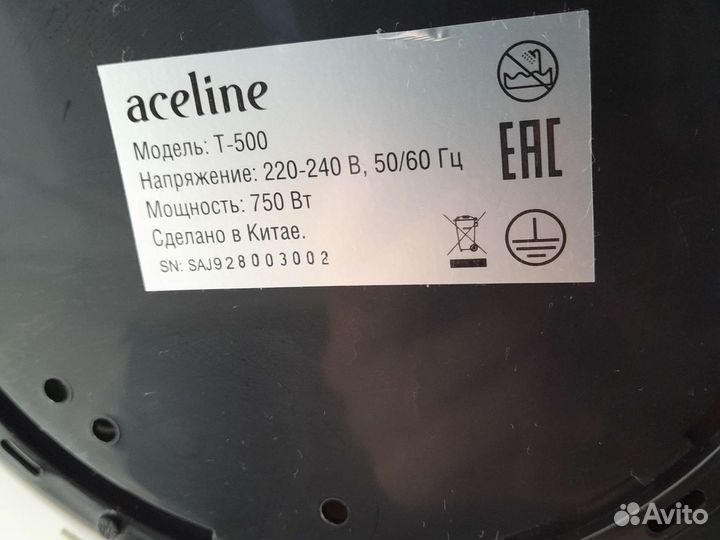 aceline
Модель: Т-500
Напряжение: 220-240 В, 50/60 Гц
Мощность: 750 Вт
Сделано в Китае.
SN: SAJ928003002
EAC
Avito